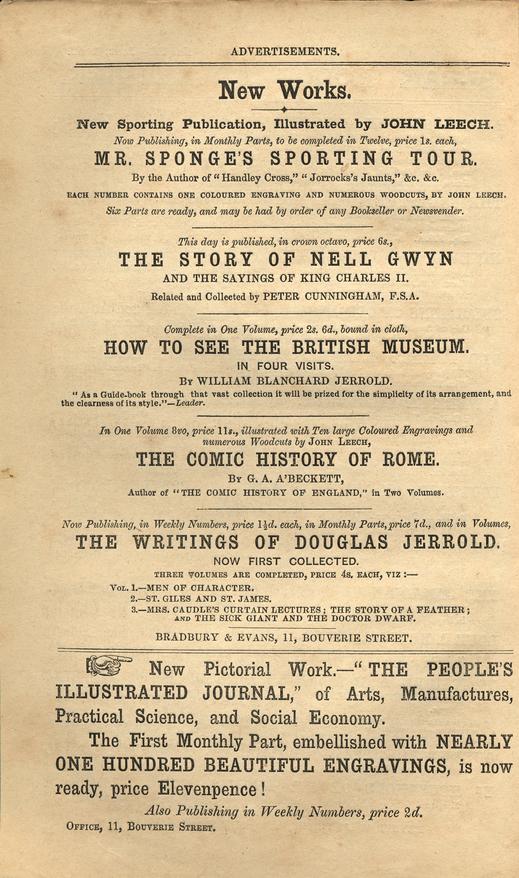 ADVERTISEMENTS.
New Works.
New Sporting Publication, Illustrated by JOHN LEECH.
Now Publishing, in Monthly Parts, to be completed in Twelve, price 1s. each,
MR. SPONGE'S SPORTING TOUR.
By the Author of "Handley Cross," "Jorrocks's Jaunts," &c. &c.
EACH NUMBER CONTAINS ONE COLOURED ENGRAVING AND NUMEROUS WOODCUTS, BY JOHN LEECH.
Six Parts are ready, and may be had by order of any Bookseller or Newsvender.
This day is published, in crown octavo, price 6s.,
THE STORY OF NELL GWYN
AND THE SAYINGS OF KING CHARLES II.
Related and Collected by PETER CUNNINGHAM, F.S.A.
Complete in One Volume, price 2s. 6d., bound in cloth,
HOW TO SEE THE BRITISH MUSEUM.
IN FOUR VISITS.
By WILLIAM BLANCHARD JERROLD.
"As a Guide-book through that vast collection it will be prized for the simplicity of its arrangement, and
the clearness of its style."—Leader.
In One Volume 8vo, price 11s., illustrated with Ten large Coloured Engravings and
numerous Woodcuts by JOHN LEECH,
THE COMIC HISTORY OF ROME.
By G. A. A'BECKETT,
Author of "THE COMIC HISTORY OF ENGLAND," in Two Volumes.
Now Publishing, in Weekly Numbers, price 1½d. each, in Monthly Parts, price 7d., and in Volumes,
THE WRITINGS OF DOUGLAS JERROLD.
NOW FIRST COLLECTED.
THREE VOLUMES ARE COMPLETED, PRICE 4s. EACH, VIZ :—
VOL. 1.—MEN OF CHARACTER.
2.—ST. GILES AND ST. JAMES.
3.—MRS. CAUDLE'S CURTAIN LECTURES; THE STORY OF A FEATHER;
AND THE SICK GIANT AND THE DOCTOR DWARF.
BRADBURY & EVANS, 11, BOUVERIE STREET.
☞ New Pictorial Work.—"THE PEOPLE'S
ILLUSTRATED JOURNAL," of Arts, Manufactures,
Practical Science, and Social Economy.
The First Monthly Part, embellished with NEARLY
ONE HUNDRED BEAUTIFUL ENGRAVINGS, is now
ready, price Elevenpence!
Also Publishing in Weekly Numbers, price 2d.
OFFICE, 11, BOUVERIE STREET.